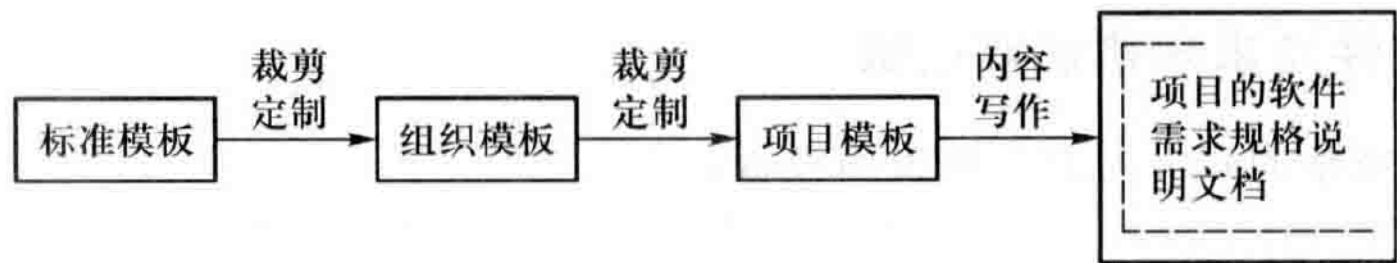 标准模板
裁剪
定制
组织模板
裁剪
定制
项目模板
内容
写作
项目的软件
需求规格说
明文档